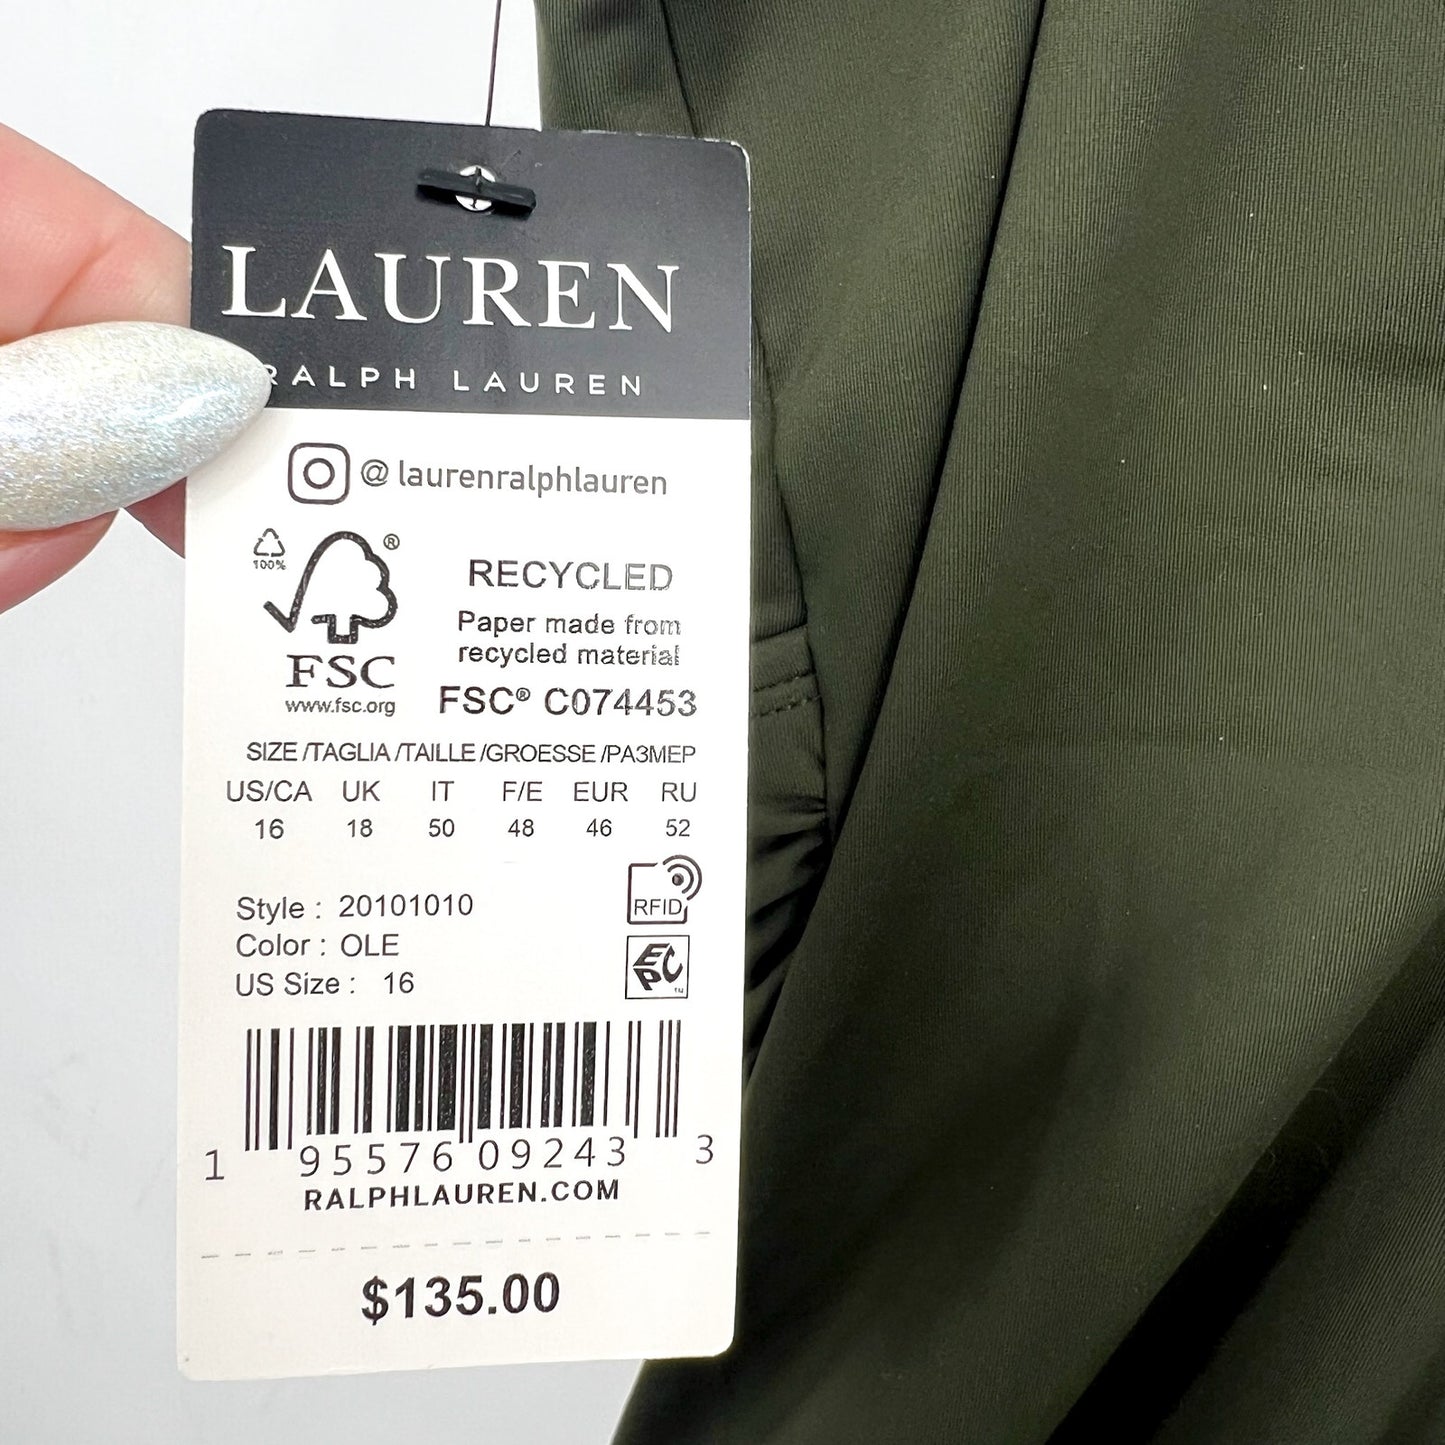 LAUREN
RALPH LAUREN
@ laurenralphlauren
100%
®
RECYCLED
Paper made from
recycled material
FSC
www.fsc.org
FSC® C074453
SIZE /TAGLIA /TAILLE /GROESSE /PA3MEP
US/CA UK IT F/E EUR RU
16 18 50 48 46 52
RFID
Style : 20101010
Color : OLE
US Size : 16
EPC
™
1 95576 09243 3
RALPHLAUREN.COM
$135.00